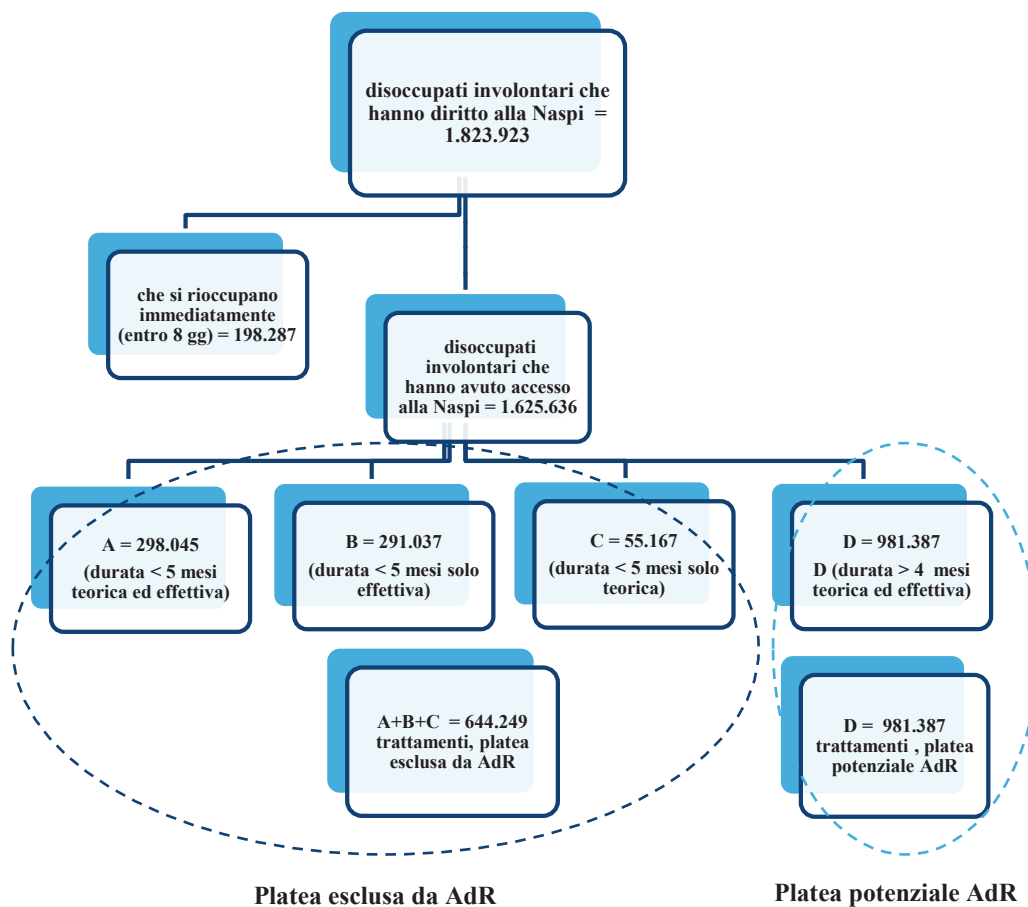 disoccupati involontari che
hanno diritto alla Naspi =
1.823.923
che si rioccupano
immediatamente
(entro 8 gg) = 198.287
disoccupati
involontari che
hanno avuto accesso
alla Naspi = 1.625.636
A = 298.045
(durata < 5 mesi
teorica ed effettiva)
B = 291.037
(durata < 5 mesi solo
effettiva)
C = 55.167
(durata < 5 mesi solo
teorica)
D = 981.387
D (durata > 4 mesi
teorica ed effettiva)
A+B+C = 644.249
trattamenti, platea
esclusa da AdR
D = 981.387
trattamenti , platea
potenziale AdR
Platea esclusa da AdR
Platea potenziale AdR